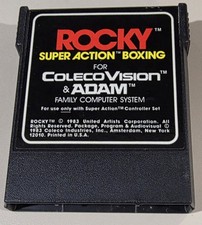 ROCKY™
SUPER ACTION™ BOXING
FOR
COLECOVISION™
& ADAM™
FAMILY COMPUTER SYSTEM
For use only with Super Action™ Controller Set
ROCKY™ © 1983 United Artists Corporation. All
Rights Reserved. Package, Program & Audiovisual ©
1983 Coleco Industries, Inc., Amsterdam, New York
12010. Printed in U.S.A.